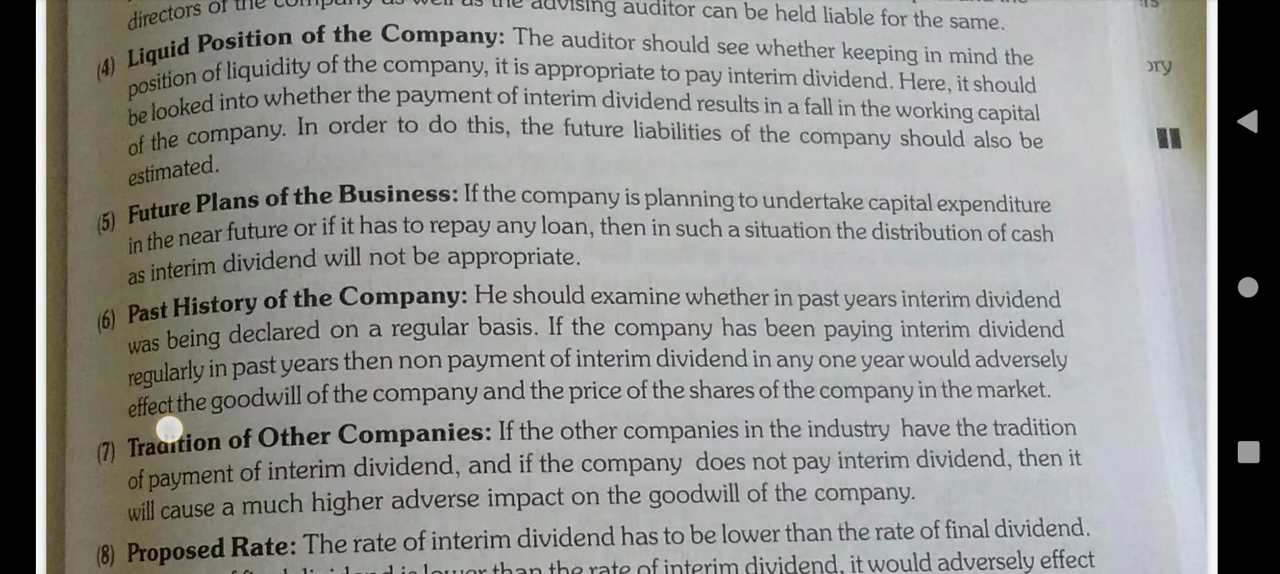 directors of the company as well as the advising auditor can be held liable for the same.
(4) Liquid Position of the Company: The auditor should see whether keeping in mind the
position of liquidity of the company, it is appropriate to pay interim dividend. Here, it should
be looked into whether the payment of interim dividend results in a fall in the working capital
of the company. In order to do this, the future liabilities of the company should also be
estimated.
(5) Future Plans of the Business: If the company is planning to undertake capital expenditure
in the near future or if it has to repay any loan, then in such a situation the distribution of cash
as interim dividend will not be appropriate.
(6) Past History of the Company: He should examine whether in past years interim dividend
was being declared on a regular basis. If the company has been paying interim dividend
regularly in past years then non payment of interim dividend in any one year would adversely
effect the goodwill of the company and the price of the shares of the company in the market.
(7) Tradition of Other Companies: If the other companies in the industry have the tradition
of payment of interim dividend, and if the company does not pay interim dividend, then it
will cause a much higher adverse impact on the goodwill of the company.
(8) Proposed Rate: The rate of interim dividend has to be lower than the rate of final dividend.
dividend is lower than the rate of interim dividend, it would adversely effect
ory